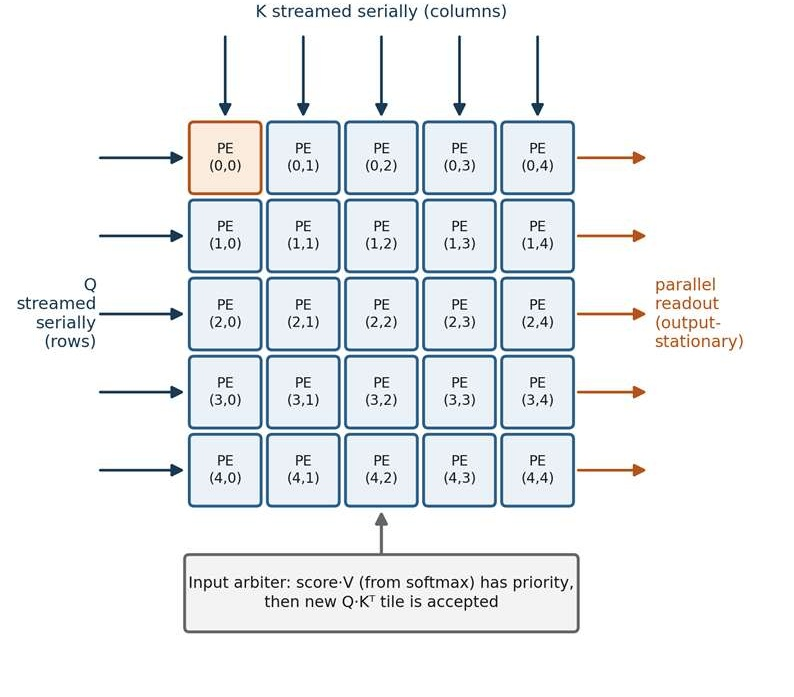 K streamed serially (columns)
PE
(0,0)
PE
(0,1)
PE
(0,2)
PE
(0,3)
PE
(0,4)
PE
(1,0)
PE
(1,1)
PE
(1,2)
PE
(1,3)
PE
(1,4)
Q
streamed
serially
(rows)
PE
(2,0)
PE
(2,1)
PE
(2,2)
PE
(2,3)
PE
(2,4)
parallel
readout
(output-
stationary)
PE
(3,0)
PE
(3,1)
PE
(3,2)
PE
(3,3)
PE
(3,4)
PE
(4,0)
PE
(4,1)
PE
(4,2)
PE
(4,3)
PE
(4,4)
Input arbiter: score·V (from softmax) has priority,
then new Q·Kᵀ tile is accepted